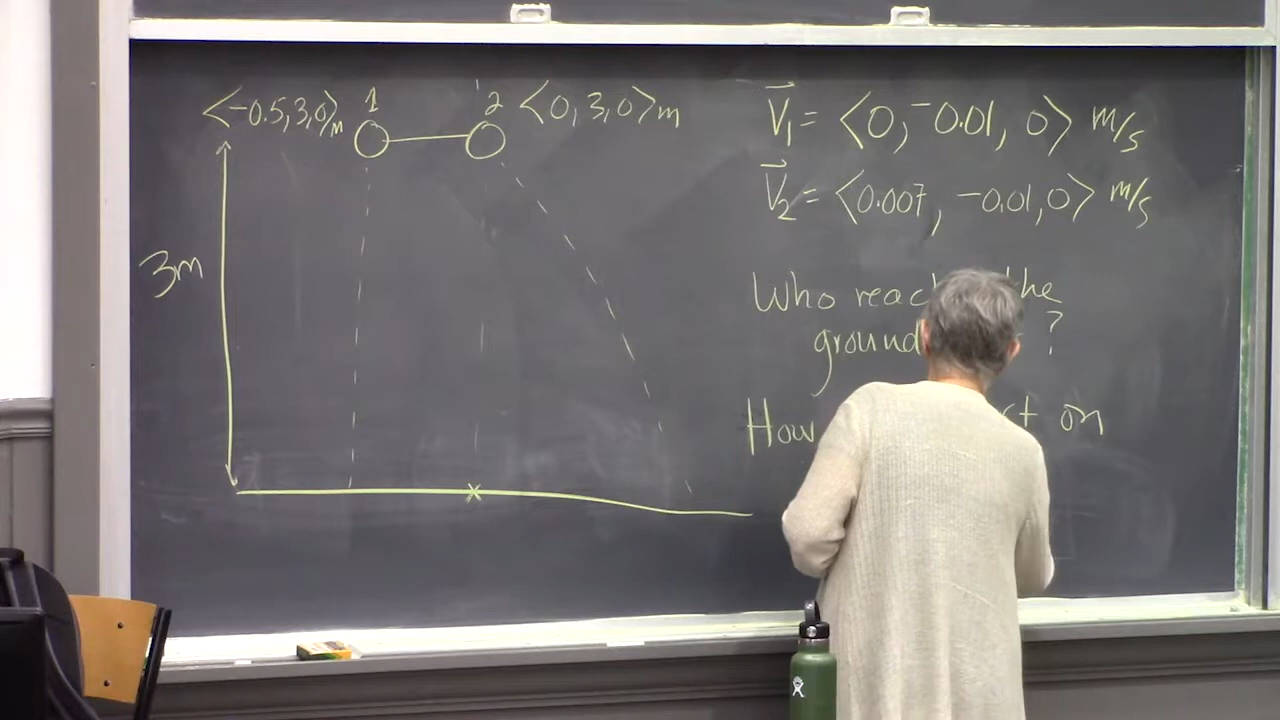 <-0.5,3,0>m 1 2 <0,3,0>m
3m
V₁ = <0, -0.01, 0> m/s
V₂ = <0.007, -0.01, 0> m/s
Who the
ground ?
How on